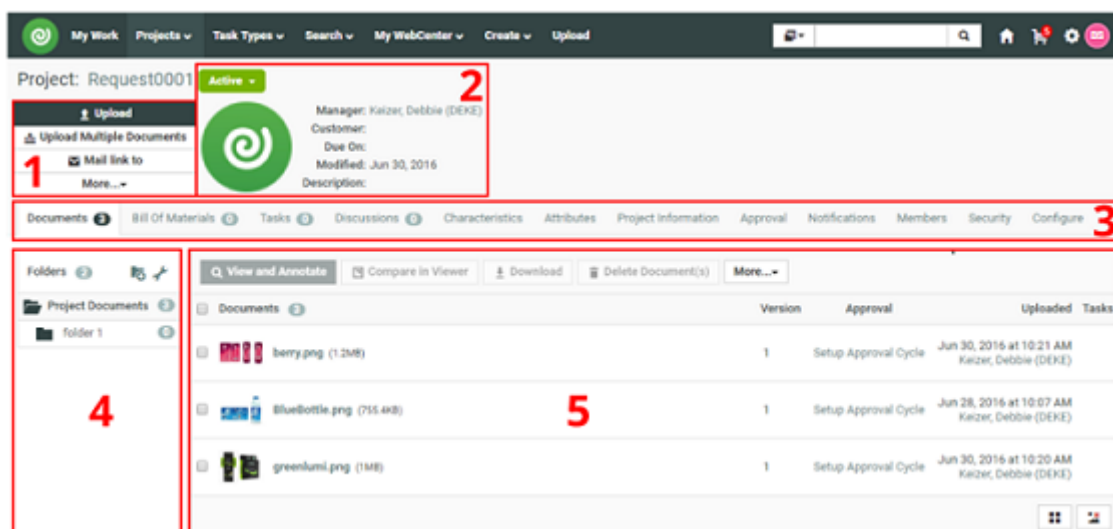 My Work Projects Task Types Search My WebCenter Create Upload 5
Project: Request0001 Active 2
Upload
Upload Multiple Documents
Mail link to
More...
1
Manager: Keizer, Debbie (DEKE)
Customer:
Due On:
Modified: Jun 30, 2016
Description:
Documents 3 Bill Of Materials 0 Tasks 0 Discussions 0 Characteristics Attributes Project Information Approval Notifications Members Security Configure 3
Folders 2
Project Documents 3
folder 1
4
View and Annotate Compare in Viewer Download Delete Document(s) More...
Documents 3 Version Approval Uploaded Tasks
berry.png (1.2MB) 1 Setup Approval Cycle Jun 30, 2016 at 10:21 AM
Keizer, Debbie (DEKE)
BlueBottle.png (755.4KB) 1 Setup Approval Cycle Jun 28, 2016 at 10:07 AM
Keizer, Debbie (DEKE)
5
greenlumi.png (1MB) 1 Setup Approval Cycle Jun 30, 2016 at 10:20 AM
Keizer, Debbie (DEKE)